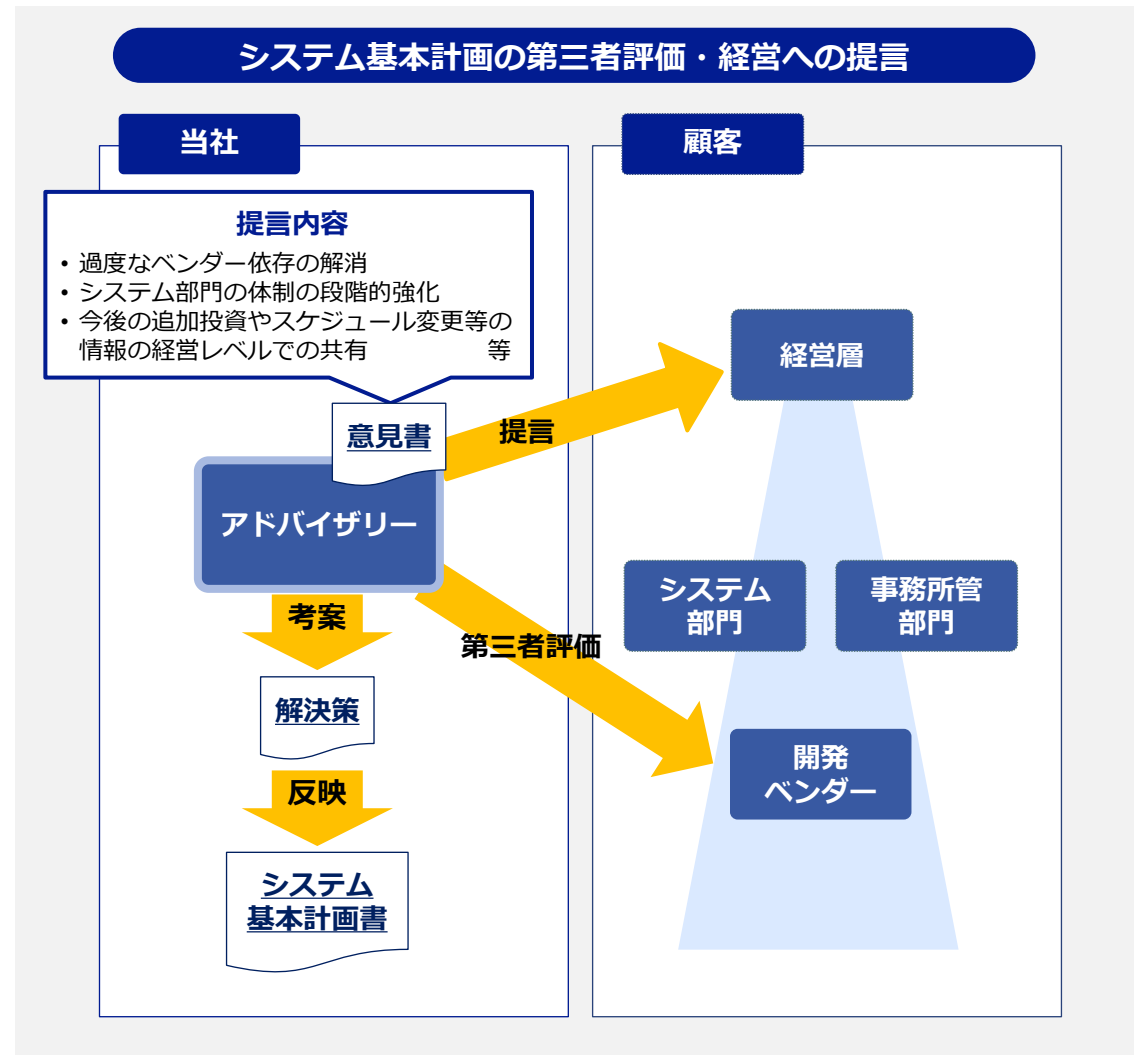 システム基本計画の第三者評価・経営への提言
当社
顧客
提言内容
• 過度なベンダー依存の解消
• システム部門の体制の段階的強化
• 今後の追加投資やスケジュール変更等の
情報の経営レベルでの共有 等
意見書
提言
経営層
アドバイザリー
システム
部門
事務所管
部門
考案
第三者評価
解決策
開発
ベンダー
反映
システム
基本計画書